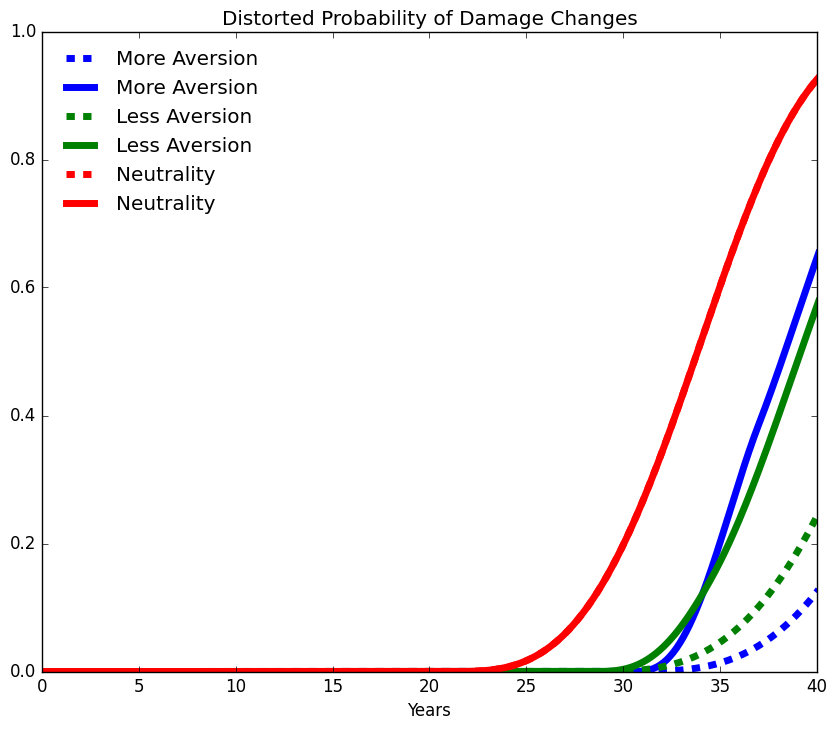 Distorted Probability of Damage Changes
1.0
More Aversion
More Aversion
Less Aversion
Less Aversion
Neutrality
Neutrality
0.8
0.6
0.4
0.2
0.0
0 5 10 15 20 25 30 35 40
Years